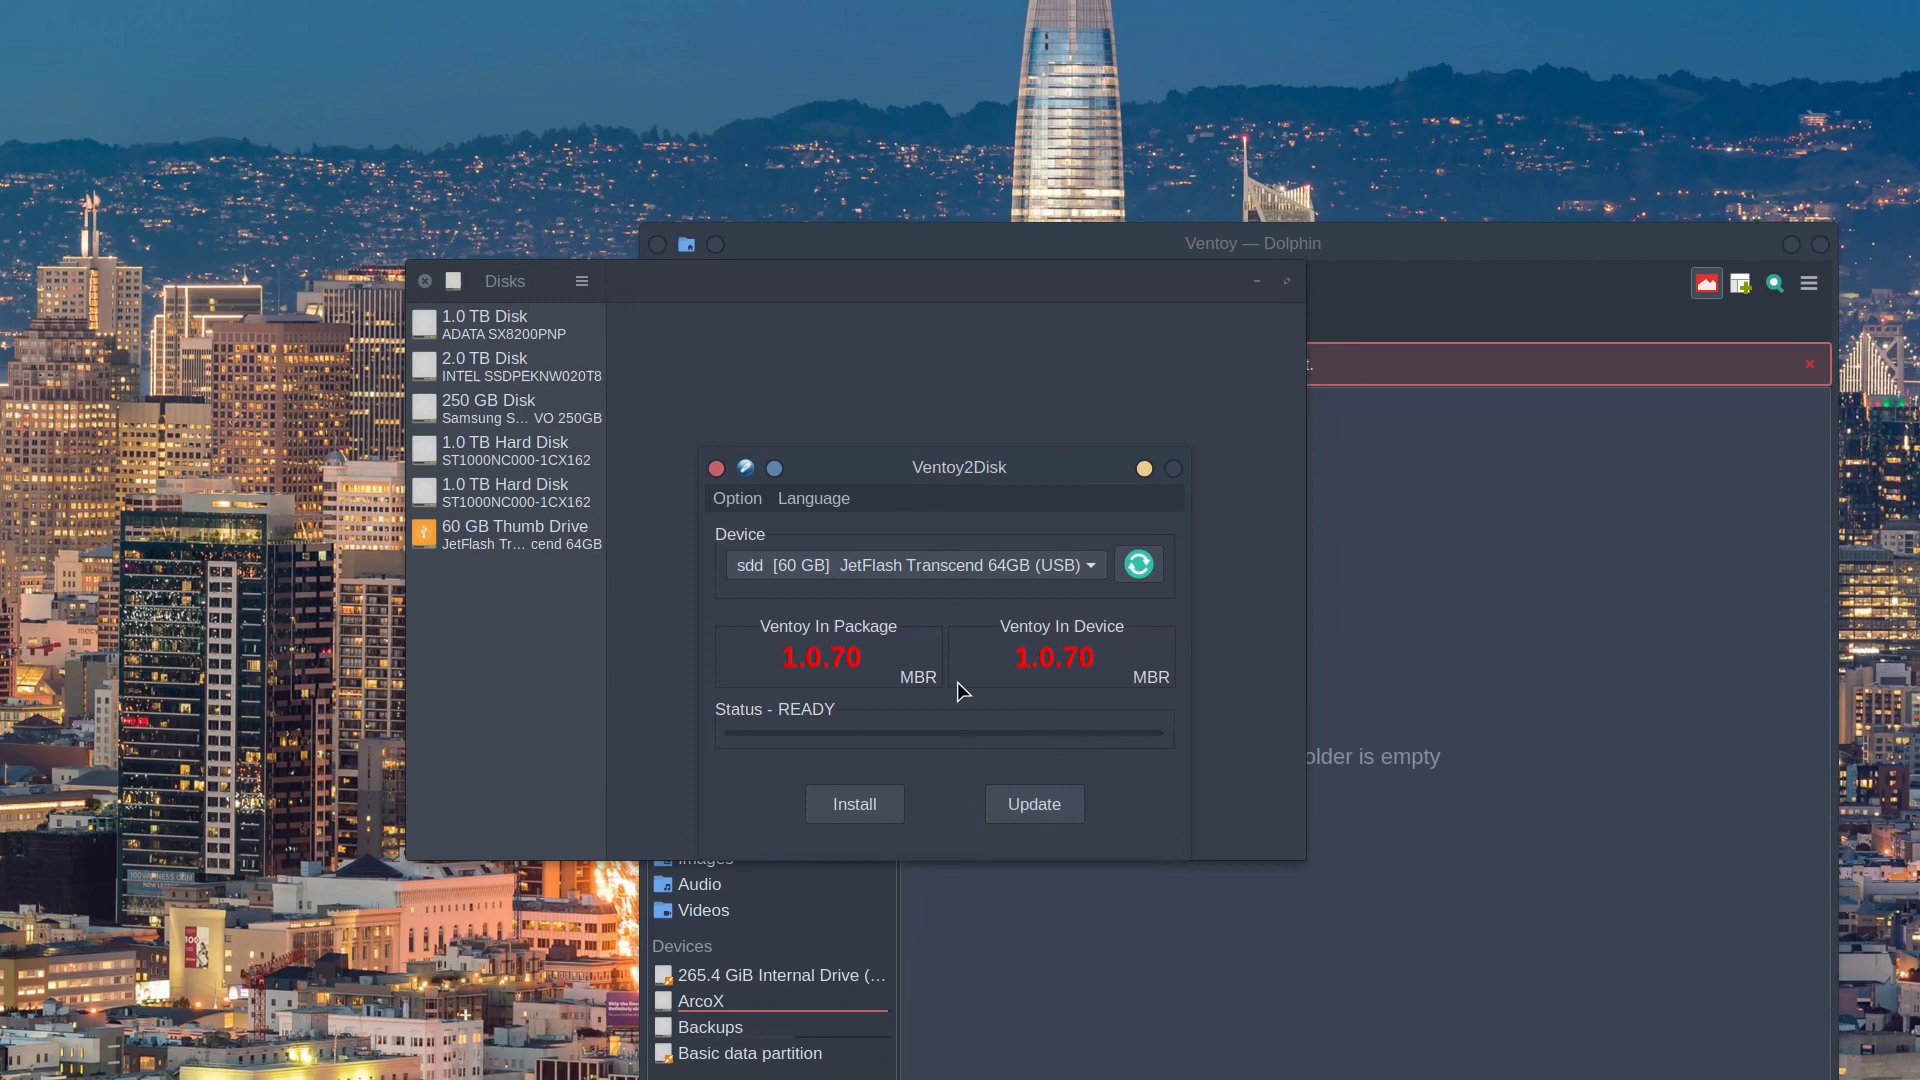 Ventoy — Dolphin
Disks
1.0 TB Disk
ADATA SX8200PNP
2.0 TB Disk
INTEL SSDPEKNW020T8
250 GB Disk
Samsung S… VO 250GB
1.0 TB Hard Disk
ST1000NC000-1CX162
1.0 TB Hard Disk
ST1000NC000-1CX162
60 GB Thumb Drive
JetFlash Tr… cend 64GB
t.
Ventoy2Disk
Option Language
Device
sdd [60 GB] JetFlash Transcend 64GB (USB)
Ventoy In Package
1.0.70
MBR
Ventoy In Device
1.0.70
MBR
Status - READY
Install
Update
older is empty
Images
Audio
Videos
Devices
265.4 GiB Internal Drive (…
ArcoX
Backups
Basic data partition